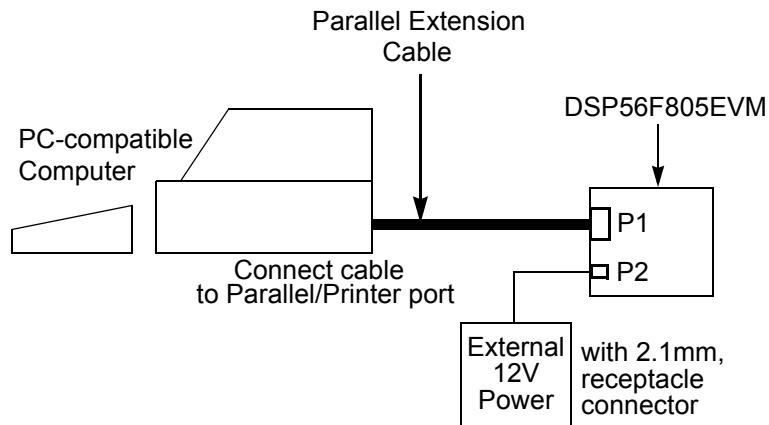 Parallel Extension
Cable
DSP56F805EVM
PC-compatible
Computer
P1
Connect cable
to Parallel/Printer port
P2
External
12V
Power
with 2.1mm,
receptacle
connector